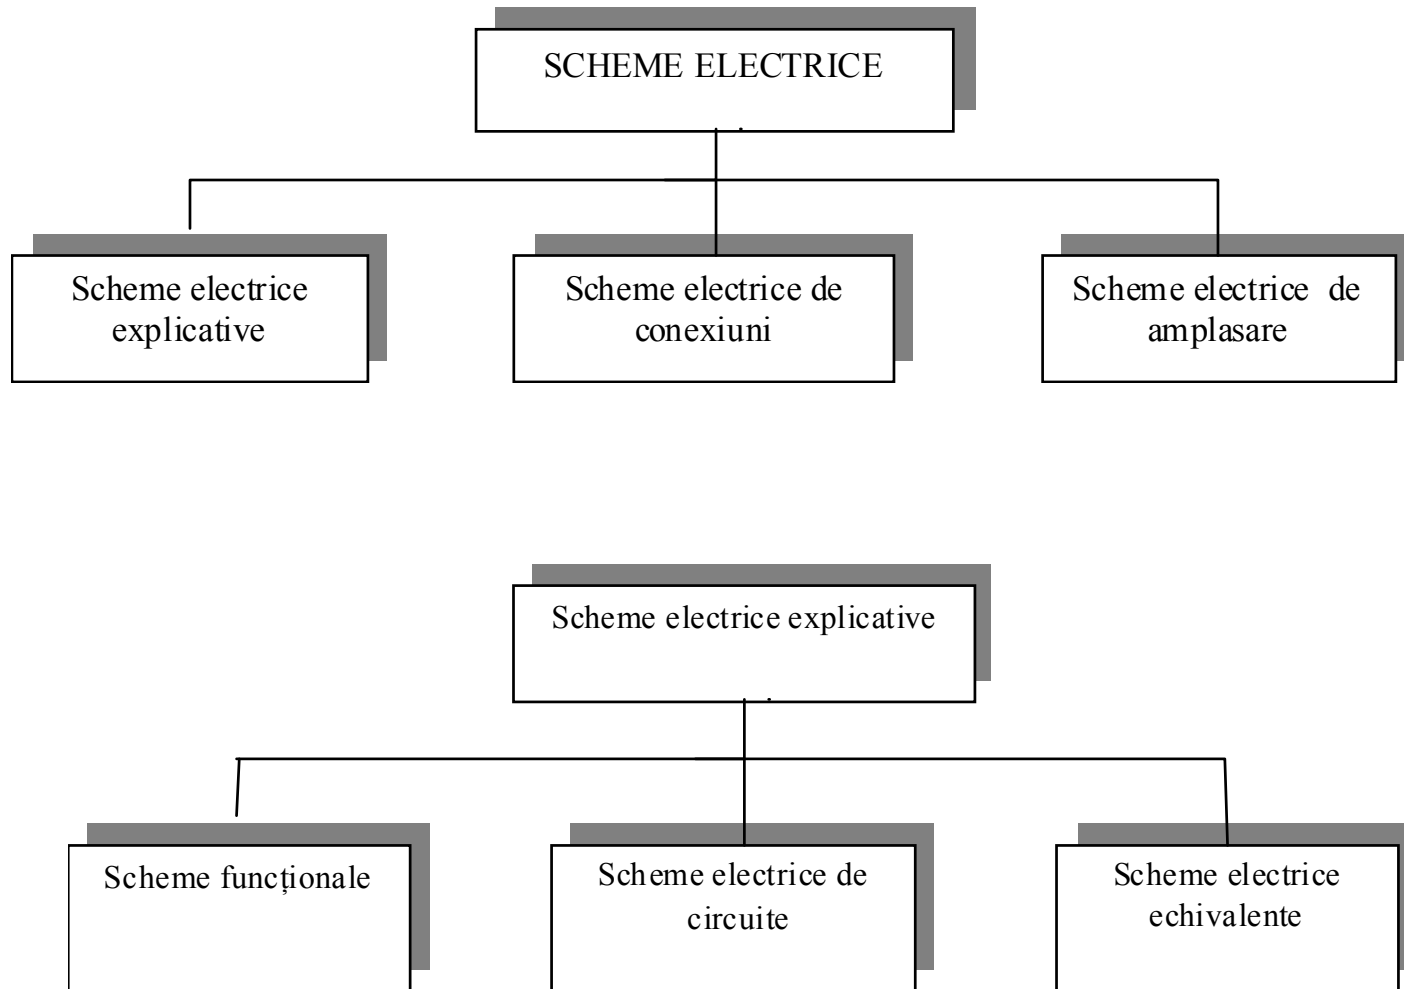 SCHEME ELECTRICE
Scheme electrice
explicative
Scheme electrice de
conexiuni
Scheme electrice de
amplasare
Scheme electrice explicative
Scheme funcționale
Scheme electrice de
circuite
Scheme electrice
echivalente